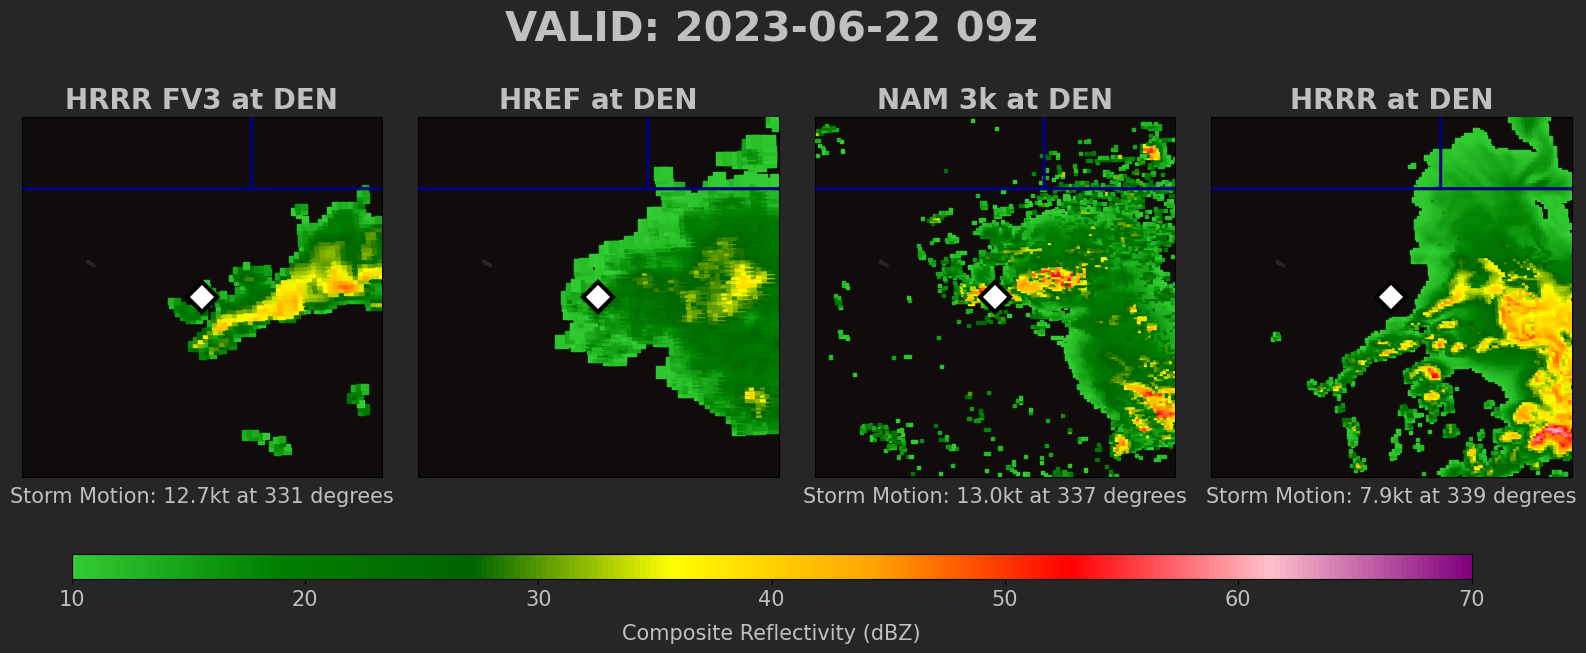 VALID: 2023-06-22 09z
HRRR FV3 at DEN
HREF at DEN
NAM 3k at DEN
HRRR at DEN
Storm Motion: 12.7kt at 331 degrees
Storm Motion: 13.0kt at 337 degrees
Storm Motion: 7.9kt at 339 degrees
10 20 30 40 50 60 70
Composite Reflectivity (dBZ)